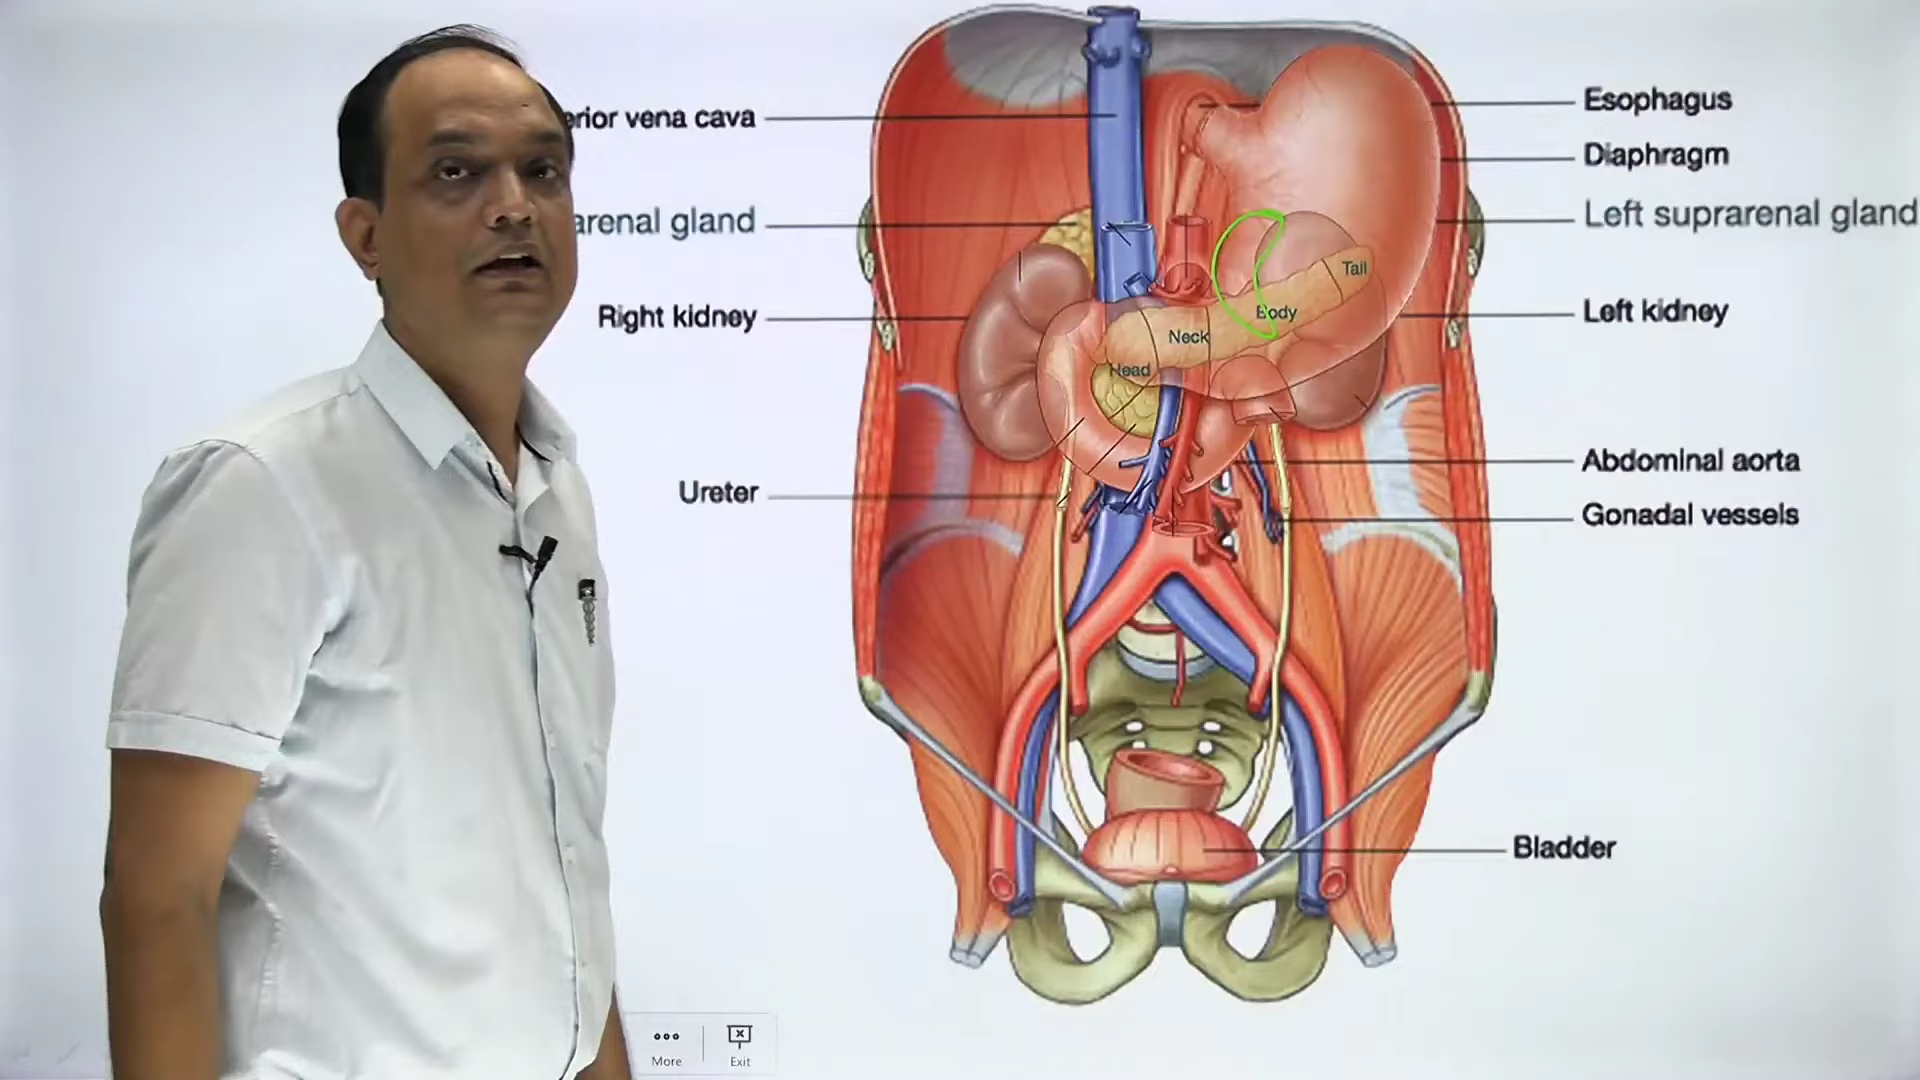 erior vena cava
arenal gland
Right kidney
Ureter
Esophagus
Diaphragm
Left suprarenal gland
Left kidney
Abdominal aorta
Gonadal vessels
Bladder
Tail
Body
Neck
Head
More
Exit